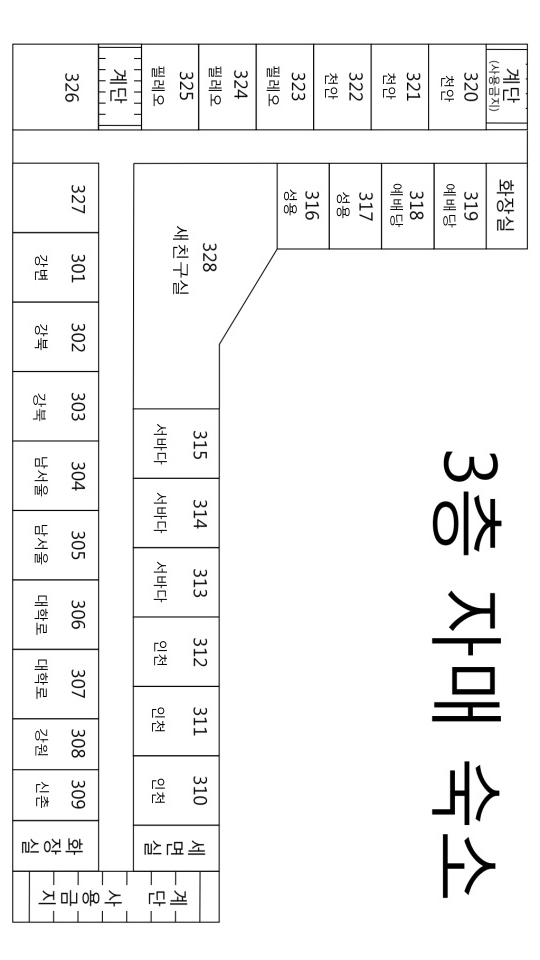 3층 자매 숙소
계단
(사용금지)
320
천안
321
천안
322
천안
323
필레오
324
필레오
325
필레오
계단
326
화장실
319
예배당
318
예배당
317
성용
316
성용
328
새친구실
315
서바다
314
서바다
313
서바다
312
인천
311
인천
310
인천
세면실
327
301
강변
302
강북
303
강북
304
남서울
305
남서울
306
대학로
307
대학로
308
강원
309
신촌
화장실
계단 사용금지